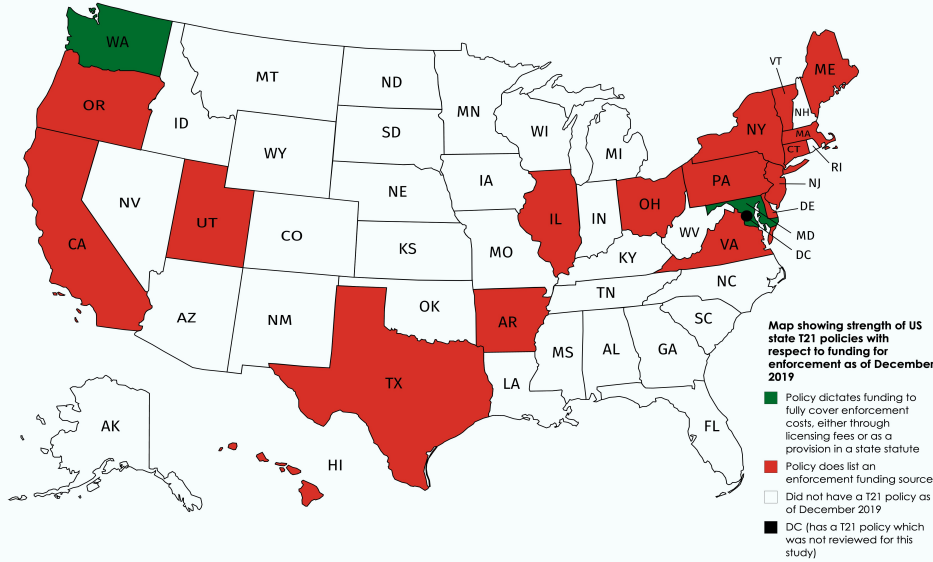 WA
MT
ND
MN
VT
ME
OR
ID
SD
WI
MI
NY
NH
MA
CT
RI
WY
IA
PA
NJ
NE
NV
UT
CO
IL
IN
OH
DE
MD
DC
CA
KS
MO
WV
VA
KY
AZ
NM
OK
AR
TN
NC
SC
MS
AL
GA
TX
LA
FL
AK
HI
Map showing strength of US
state T21 policies with
respect to funding for
enforcement as of December
2019
Policy dictates funding to
fully cover enforcement
costs, either through
licensing fees or as a
provision in a state statute
Policy does list an
enforcement funding source
Did not have a T21 policy as
of December 2019
DC (has a T21 policy which
was not reviewed for this
study)